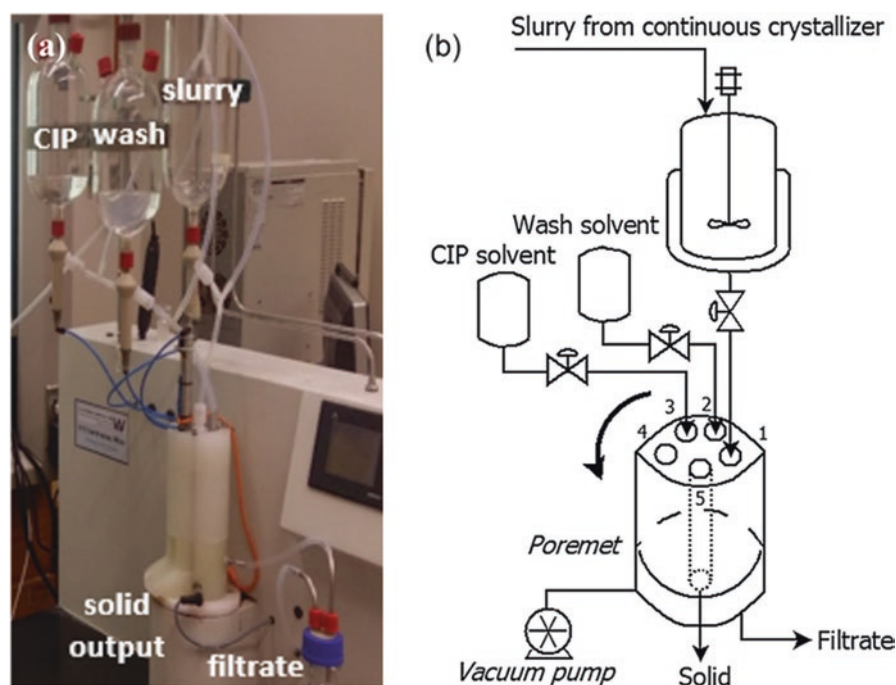 (a)
CIP
wash
slurry
solid
output
filtrate
(b)
Slurry from continuous crystallizer
Wash solvent
CIP solvent
3
2
4
1
5
Poremet
Vacuum pump
Solid
Filtrate